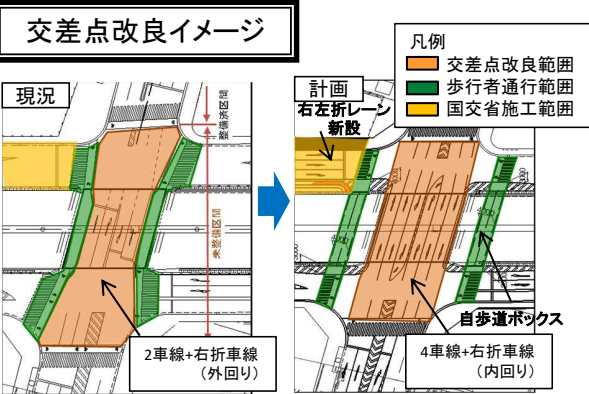 交差点改良イメージ
凡例
交差点改良範囲
歩行者通行範囲
国交省施工範囲
現況
整備済区間
未整備区間
2車線+右折車線
(外回り)
計画
右左折レーン
新設
自歩道ボックス
4車線+右折車線
(内回り)